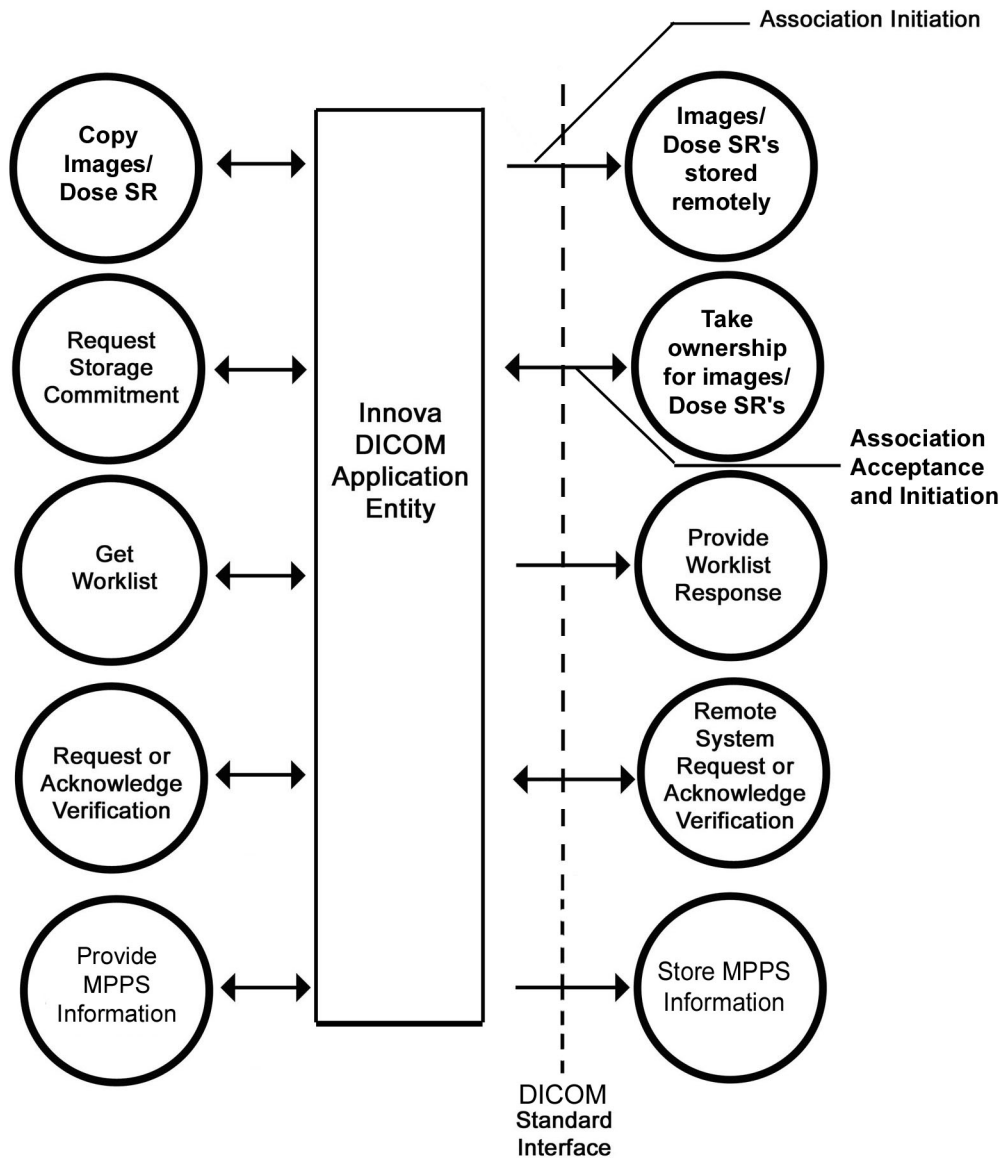 Association Initiation
Copy
Images/
Dose SR
Images/
Dose SR's
stored
remotely
Request
Storage
Commitment
Innova
DICOM
Application
Entity
Take
ownership
for images/
Dose SR's
Association
Acceptance
and Initiation
Get
Worklist
Provide
Worklist
Response
Request or
Acknowledge
Verification
Remote
System
Request or
Acknowledge
Verification
Provide
MPPS
Information
Store MPPS
Information
DICOM
Standard
Interface